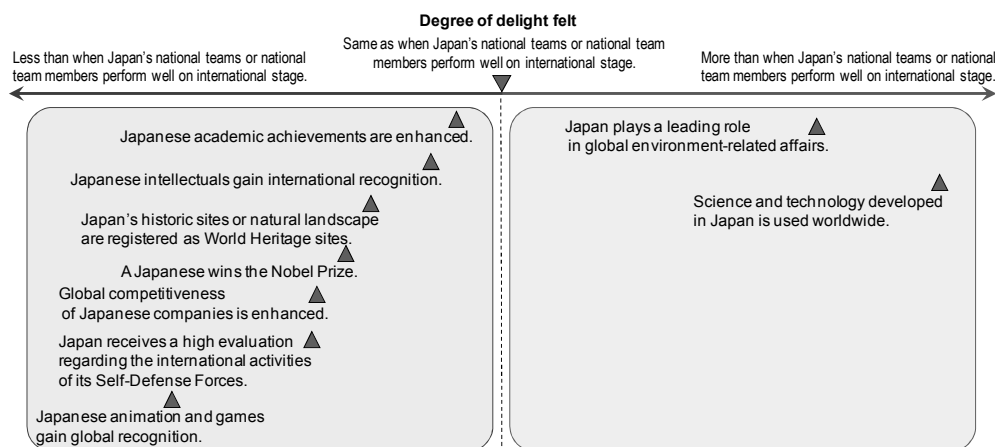 Degree of delight felt
Less than when Japan's national teams or national
team members perform well on international stage.
Same as when Japan's national teams or national team
members perform well on international stage.
More than when Japan's national teams or national
team members perform well on international stage.
Japanese academic achievements are enhanced.
Japanese intellectuals gain international recognition.
Japan's historic sites or natural landscape
are registered as World Heritage sites.
A Japanese wins the Nobel Prize.
Global competitiveness
of Japanese companies is enhanced.
Japan receives a high evaluation
regarding the international activities
of its Self-Defense Forces.
Japanese animation and games
gain global recognition.
Japan plays a leading role
in global environment-related affairs.
Science and technology developed
in Japan is used worldwide.